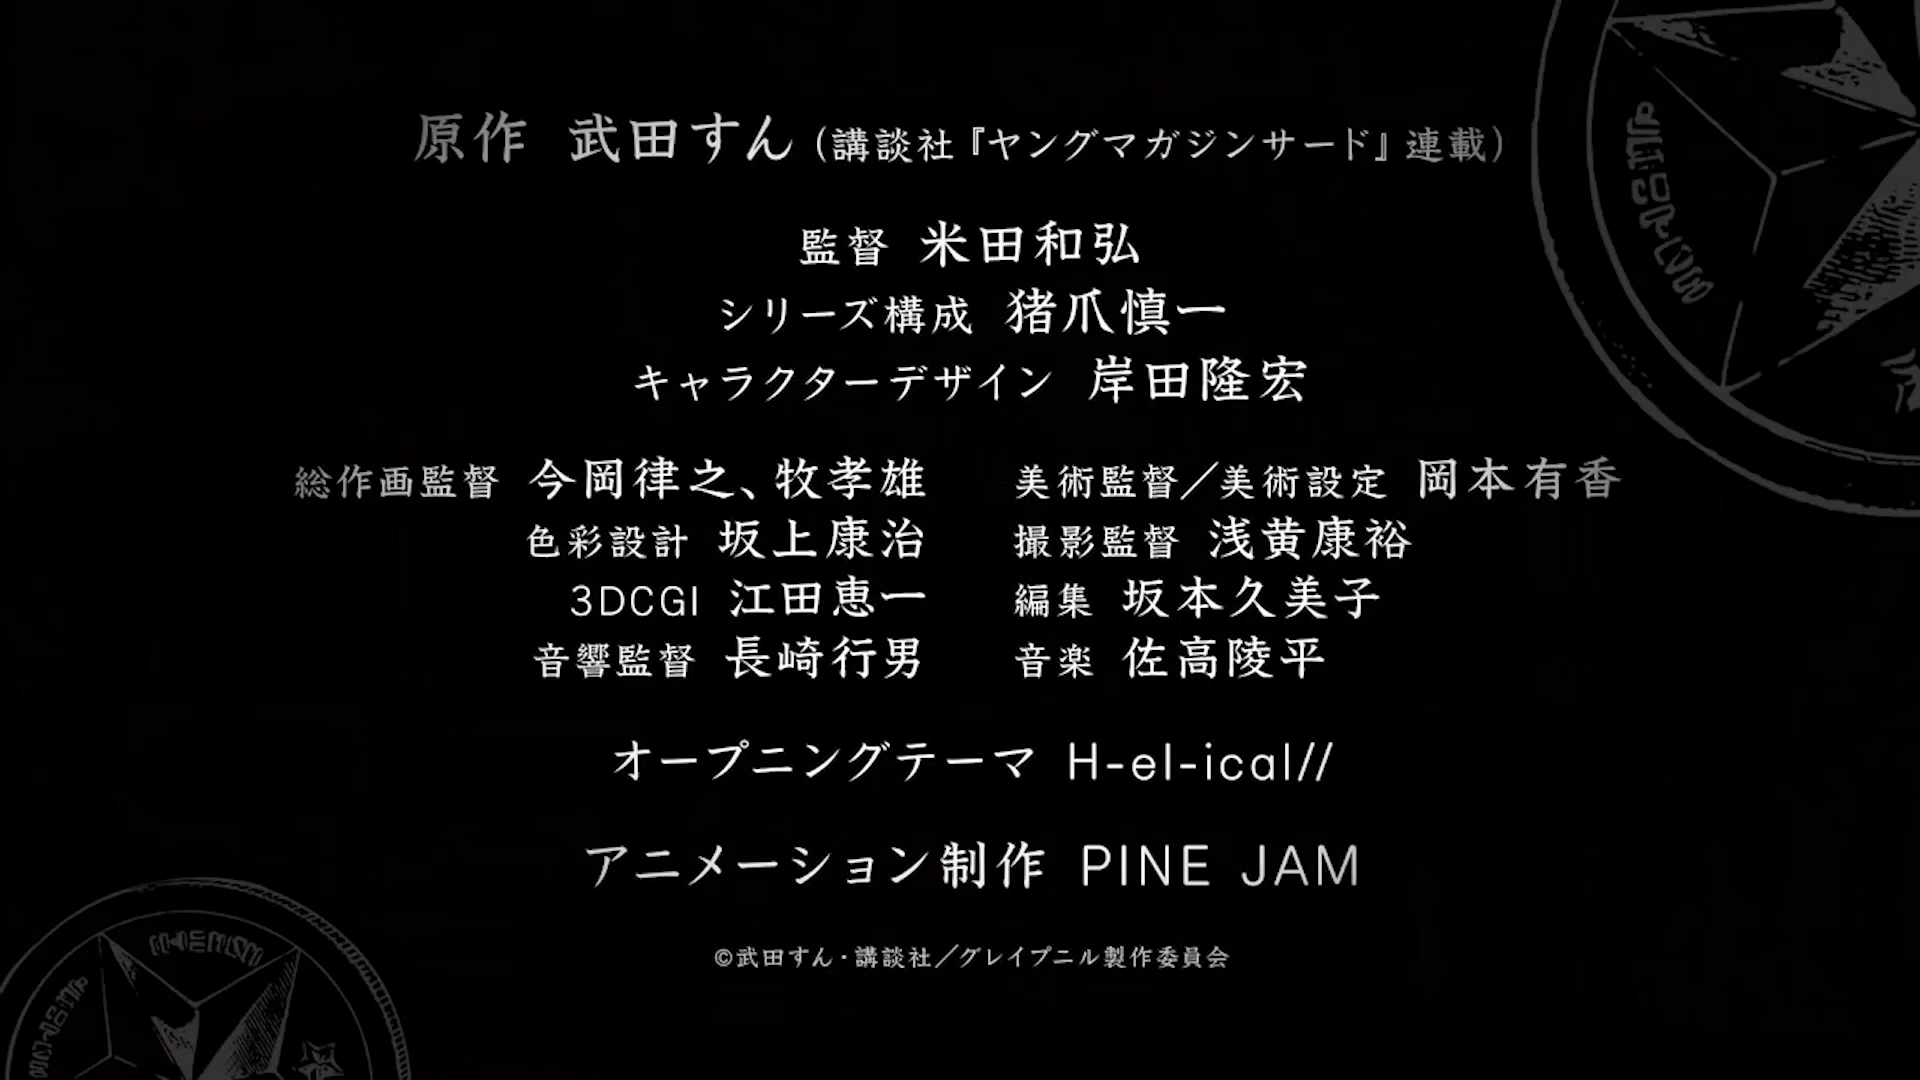 原作 武田すん（講談社『ヤングマガジンサード』連載）
監督 米田和弘
シリーズ構成 猪爪慎一
キャラクターデザイン 岸田隆宏
総作画監督 今岡律之、牧孝雄
色彩設計 坂上康治
3DCGI 江田恵一
音響監督 長崎行男
美術監督／美術設定 岡本有香
撮影監督 浅黄康裕
編集 坂本久美子
音楽 佐高陵平
オープニングテーマ H-el-ical//
アニメーション制作 PINE JAM
©武田すん・講談社／グレイプニル製作委員会